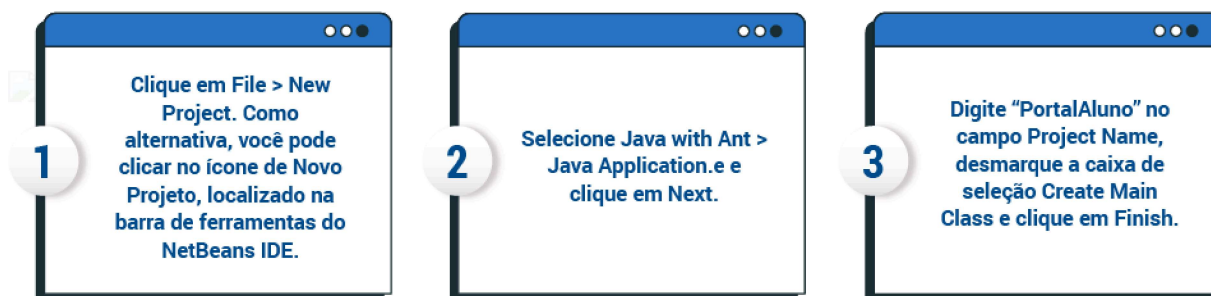 1
Clique em File > New
Project. Como
alternativa, você pode
clicar no ícone de Novo
Projeto, localizado na
barra de ferramentas do
NetBeans IDE.
2
Selecione Java with Ant >
Java Application.e e
clique em Next.
3
Digite “PortalAluno” no
campo Project Name,
desmarque a caixa de
seleção Create Main
Class e clique em Finish.